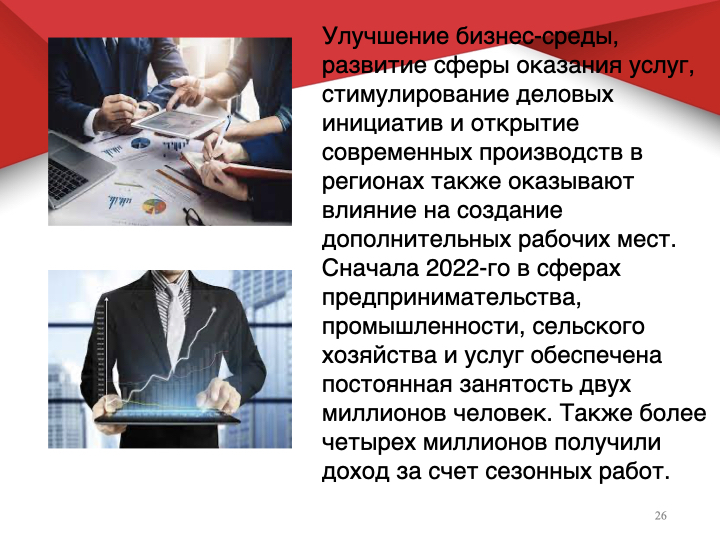 Улучшение бизнес-среды,
развитие сферы оказания услуг,
стимулирование деловых
инициатив и открытие
современных производств в
регионах также оказывают
влияние на создание
дополнительных рабочих мест.
Сначала 2022-го в сферах
предпринимательства,
промышленности, сельского
хозяйства и услуг обеспечена
постоянная занятость двух
миллионов человек. Также более
четырех миллионов получили
доход за счет сезонных работ.
26